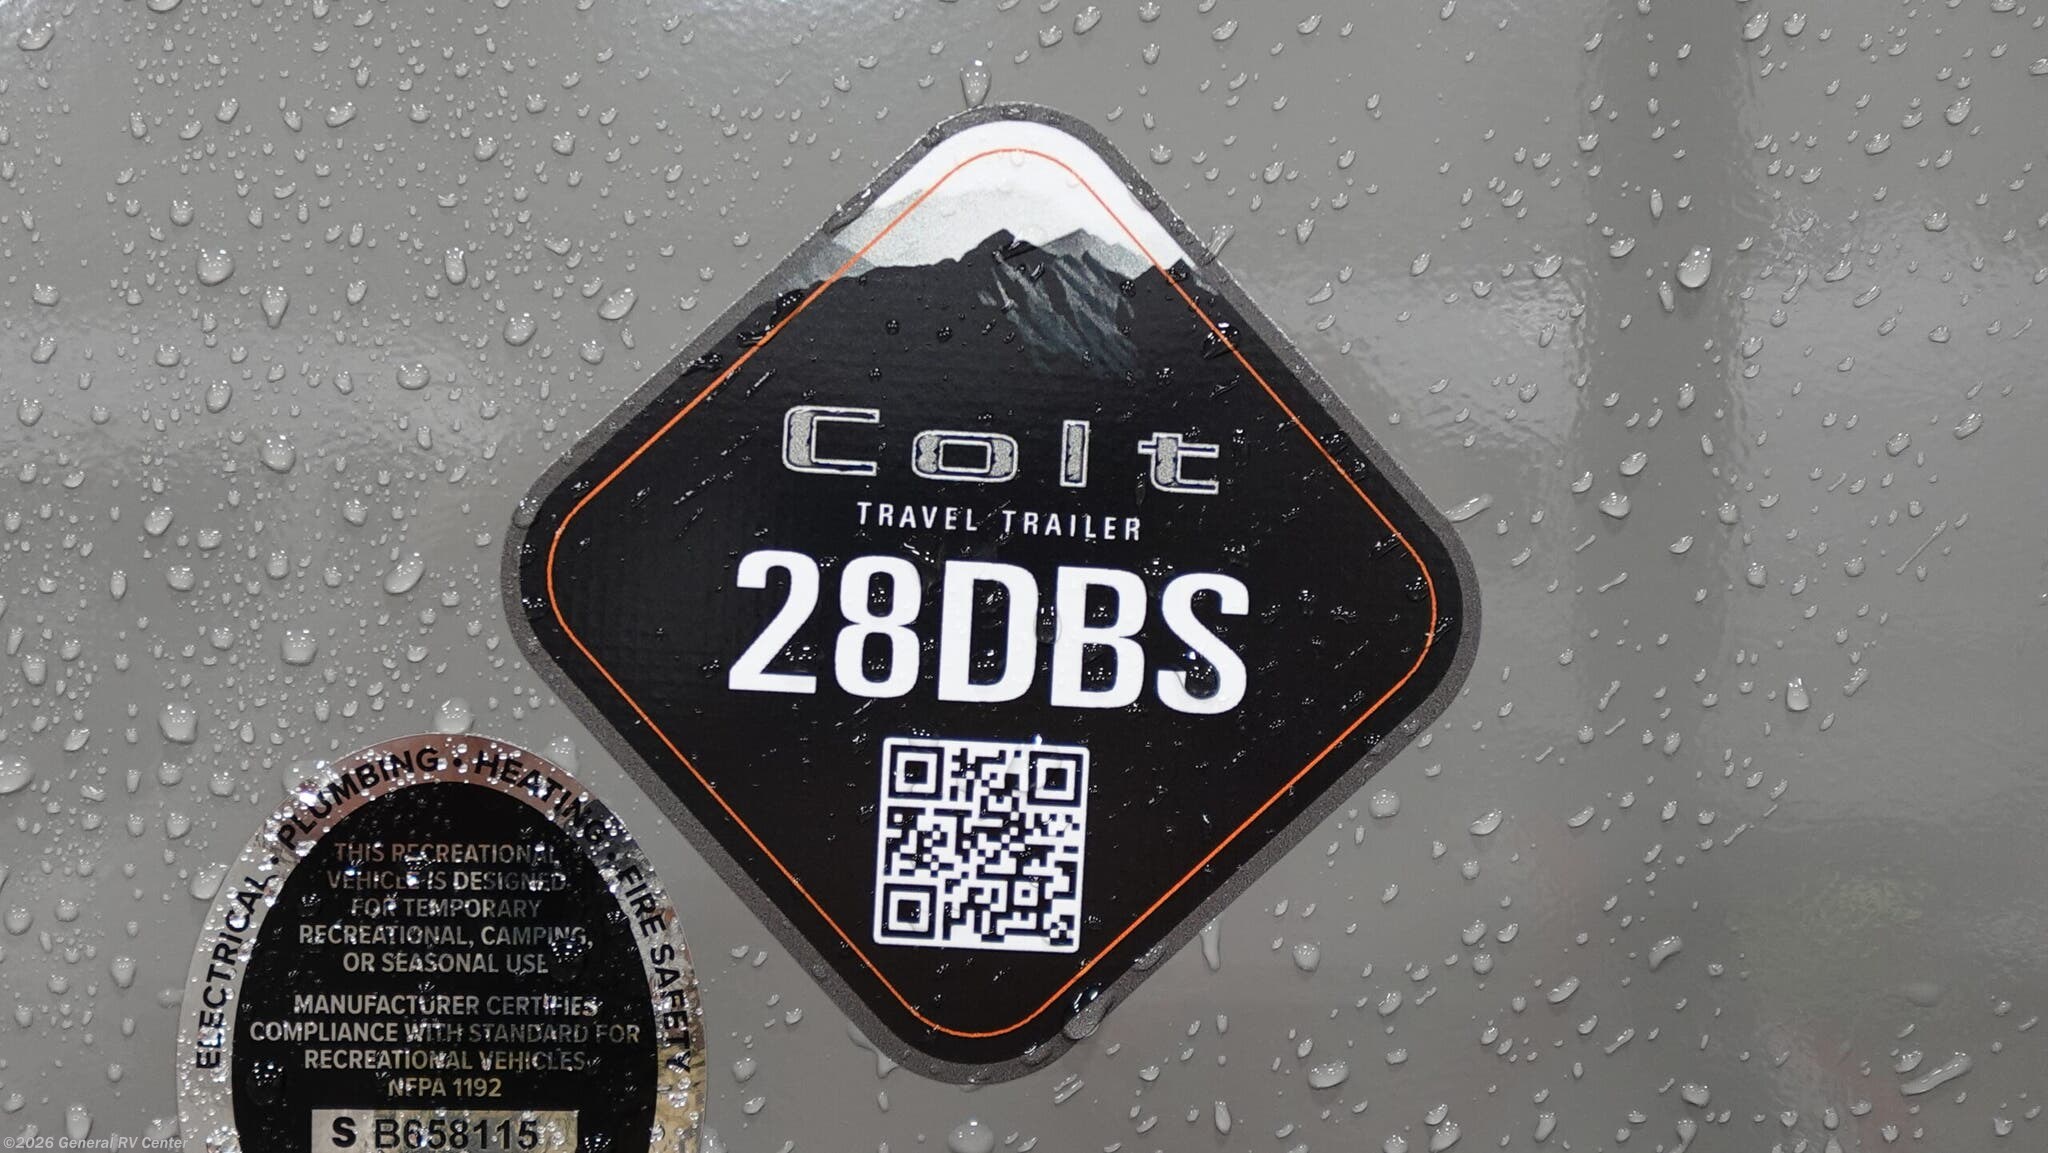 Colt
TRAVEL TRAILER
28DBS
ELECTRICAL · PLUMBING · HEATING · FIRE SAFETY
THIS RECREATIONAL
VEHICLE IS DESIGNED
FOR TEMPORARY
RECREATIONAL, CAMPING,
OR SEASONAL USE
MANUFACTURER CERTIFIES
COMPLIANCE WITH STANDARD FOR
RECREATIONAL VEHICLES
NFPA 1192
S B658115
©2026 General RV Center